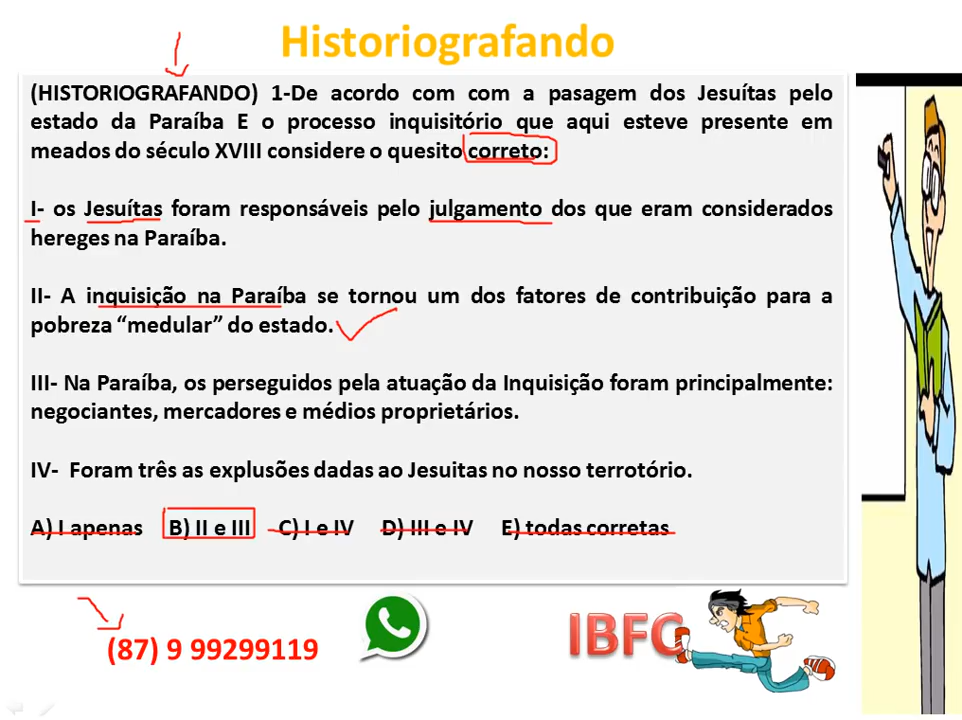 Historiografando
(HISTORIOGRAFANDO) 1-De acordo com com a pasagem dos Jesuítas pelo
estado da Paraíba E o processo inquisitório que aqui esteve presente em
meados do século XVIII considere o quesito correto:
I- os Jesuítas foram responsáveis pelo julgamento dos que eram considerados
hereges na Paraíba.
II- A inquisição na Paraíba se tornou um dos fatores de contribuição para a
pobreza “medular” do estado.
III- Na Paraíba, os perseguidos pela atuação da Inquisição foram principalmente:
negociantes, mercadores e médios proprietários.
IV- Foram três as explusões dadas ao Jesuitas no nosso terrotório.
A) I apenas B) II e III C) I e IV D) III e IV E) todas corretas
(87) 9 99299119
IBFC